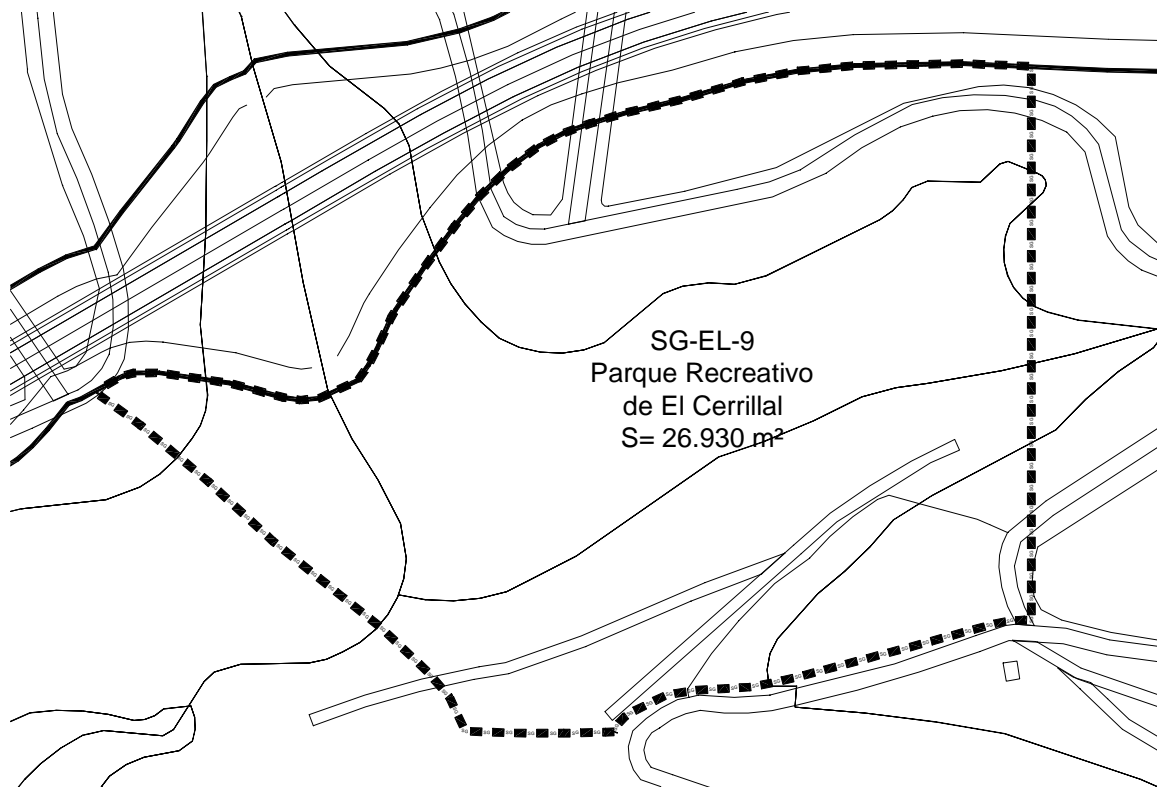 SG-EL-9
Parque Recreativo
de El Cerrillal
S= 26.930 m²